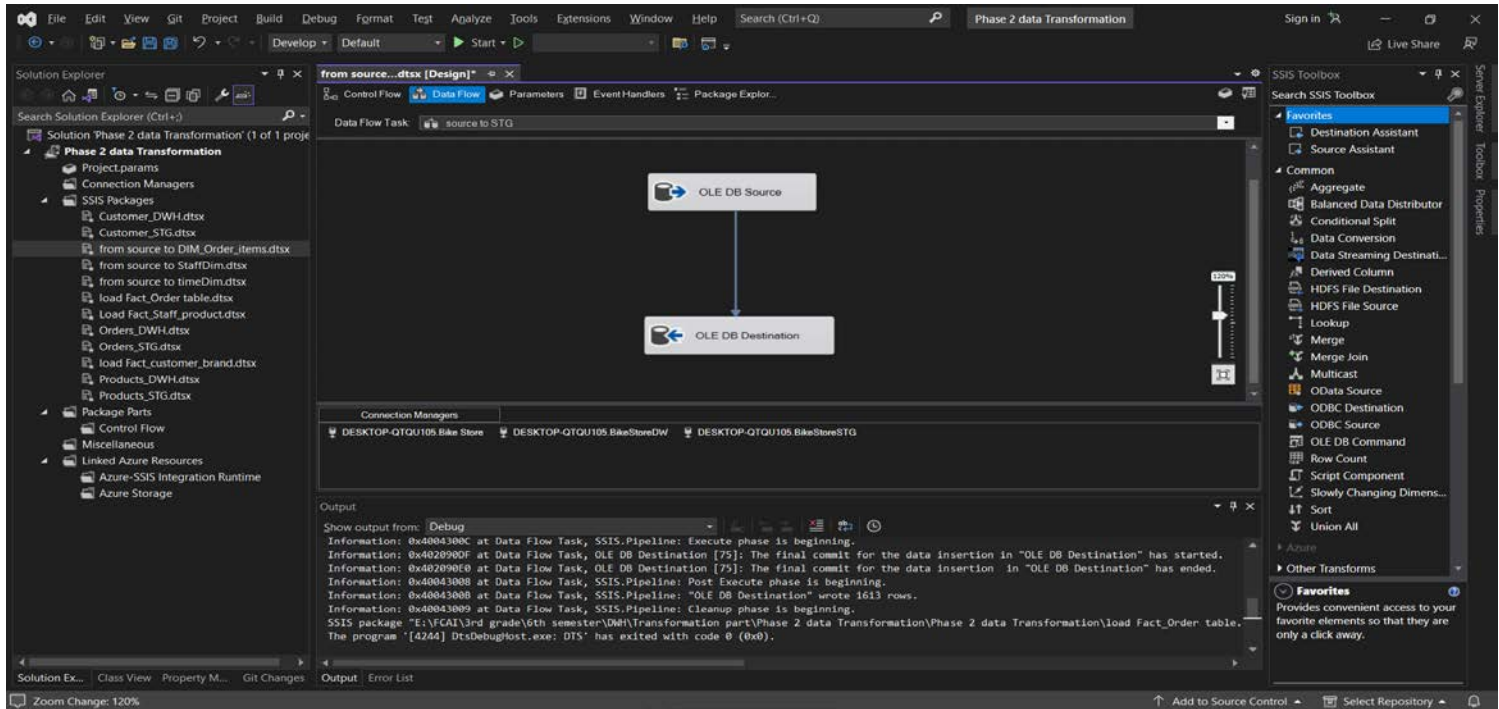 File Edit View Git Project Build Debug Format Test Analyze Tools Extensions Window Help Search (Ctrl+Q) Phase 2 data Transformation Sign in
Develop Default Start Live Share
Solution Explorer
Search Solution Explorer (Ctrl+;)
Solution 'Phase 2 data Transformation' (1 of 1 proje
Phase 2 data Transformation
Project.params
Connection Managers
SSIS Packages
Customer_DWH.dtsx
Customer_STG.dtsx
from source to DIM_Order_items.dtsx
from source to StaffDim.dtsx
from source to timeDim.dtsx
load Fact_Order table.dtsx
Load Fact_Staff_product.dtsx
Orders_DWH.dtsx
Orders_STG.dtsx
load Fact_customer_brand.dtsx
Products_DWH.dtsx
Products_STG.dtsx
Package Parts
Control Flow
Miscellaneous
Linked Azure Resources
Azure-SSIS Integration Runtime
Azure Storage
Solution Ex... Class View Property M... Git Changes
from source...dtsx [Design]*
Control Flow Data Flow Parameters Event Handlers Package Explor...
Data Flow Task: source to STG
OLE DB Source
OLE DB Destination
120%
Connection Managers
DESKTOP-QTQU105.Bike Store DESKTOP-QTQU105.BikeStoreDW DESKTOP-QTQU105.BikeStoreSTG
Output
Show output from: Debug
Information: 0x4004300C at Data Flow Task, SSIS.Pipeline: Execute phase is beginning.
Information: 0x402090DF at Data Flow Task, OLE DB Destination [75]: The final commit for the data insertion in "OLE DB Destination" has started.
Information: 0x402090E0 at Data Flow Task, OLE DB Destination [75]: The final commit for the data insertion in "OLE DB Destination" has ended.
Information: 0x40043008 at Data Flow Task, SSIS.Pipeline: Post Execute phase is beginning.
Information: 0x4004300B at Data Flow Task, SSIS.Pipeline: "OLE DB Destination" wrote 1613 rows.
Information: 0x40043009 at Data Flow Task, SSIS.Pipeline: Cleanup phase is beginning.
SSIS package "E:\FCAI\3rd grade\6th semester\DWH\Transformation part\Phase 2 data Transformation\Phase 2 data Transformation\load Fact_Order table.
The program '[4244] DtsDebugHost.exe: DTS' has exited with code 0 (0x0).
Output Error List
SSIS Toolbox
Search SSIS Toolbox
Favorites
Destination Assistant
Source Assistant
Common
Aggregate
Balanced Data Distributor
Conditional Split
Data Conversion
Data Streaming Destinati...
Derived Column
HDFS File Destination
HDFS File Source
Lookup
Merge
Merge Join
Multicast
OData Source
ODBC Destination
ODBC Source
OLE DB Command
Row Count
Script Component
Slowly Changing Dimens...
Sort
Union All
Azure
Other Transforms
Favorites
Provides convenient access to your
favorite elements so that they are
only a click away.
Server Explorer
Toolbox
Properties
Zoom Change: 120% Add to Source Control Select Repository